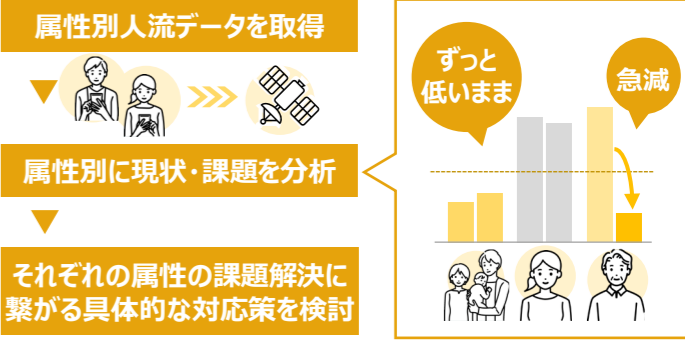 属性別人流データを取得
属性別に現状・課題を分析
それぞれの属性の課題解決に
繋がる具体的な対応策を検討
ずっと
低いまま
急減